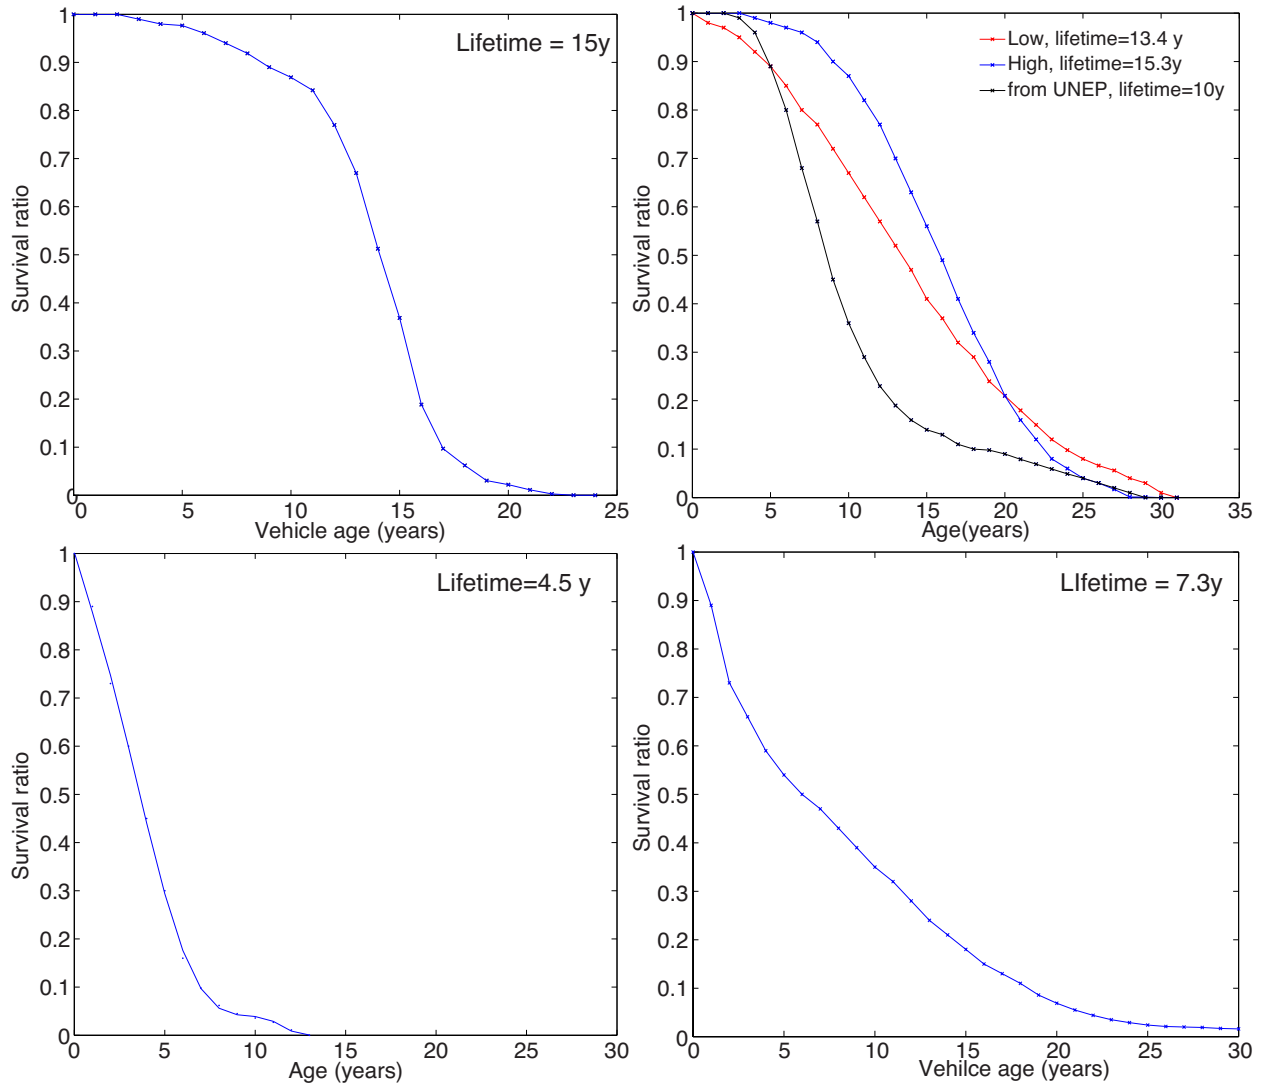 Lifetime = 15y
1
0.9
0.8
0.7
0.6
0.5
0.4
0.3
0.2
0.1
0
Survival ratio
0
0 5 10 15 20 25
Vehicle age (years)
Low, lifetime=13.4 y
High, lifetime=15.3y
from UNEP, lifetime=10y
1
0.9
0.8
0.7
0.6
0.5
0.4
0.3
0.2
0.1
0
Survival ratio
0 5 10 15 20 25 30 35
Age(years)
Lifetime=4.5 y
1
0.9
0.8
0.7
0.6
0.5
0.4
0.3
0.2
0.1
0
Survival ratio
0 5 10 15 20 25 30
Age (years)
LIfetime = 7.3y
1
0.9
0.8
0.7
0.6
0.5
0.4
0.3
0.2
0.1
0
Survival ratio
0 5 10 15 20 25 30
Vehilce age (years)